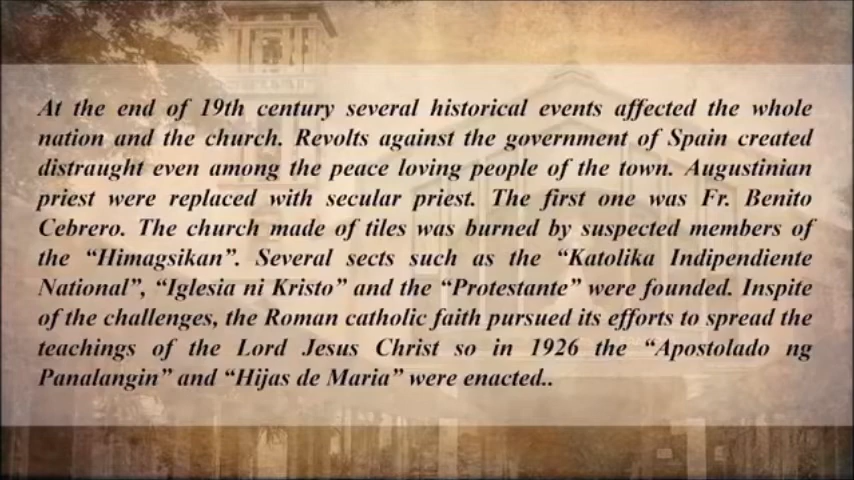 At the end of 19th century several historical events affected the whole
nation and the church. Revolts against the government of Spain created
distraught even among the peace loving people of the town. Augustinian
priest were replaced with secular priest. The first one was Fr. Benito
Cebrero. The church made of tiles was burned by suspected members of
the “Himagsikan”. Several sects such as the “Katolika Indipendiente
National”, “Iglesia ni Kristo” and the “Protestante” were founded. Inspite
of the challenges, the Roman catholic faith pursued its efforts to spread the
teachings of the Lord Jesus Christ so in 1926 the “Apostolado ng
Panalangin” and “Hijas de Maria” were enacted..